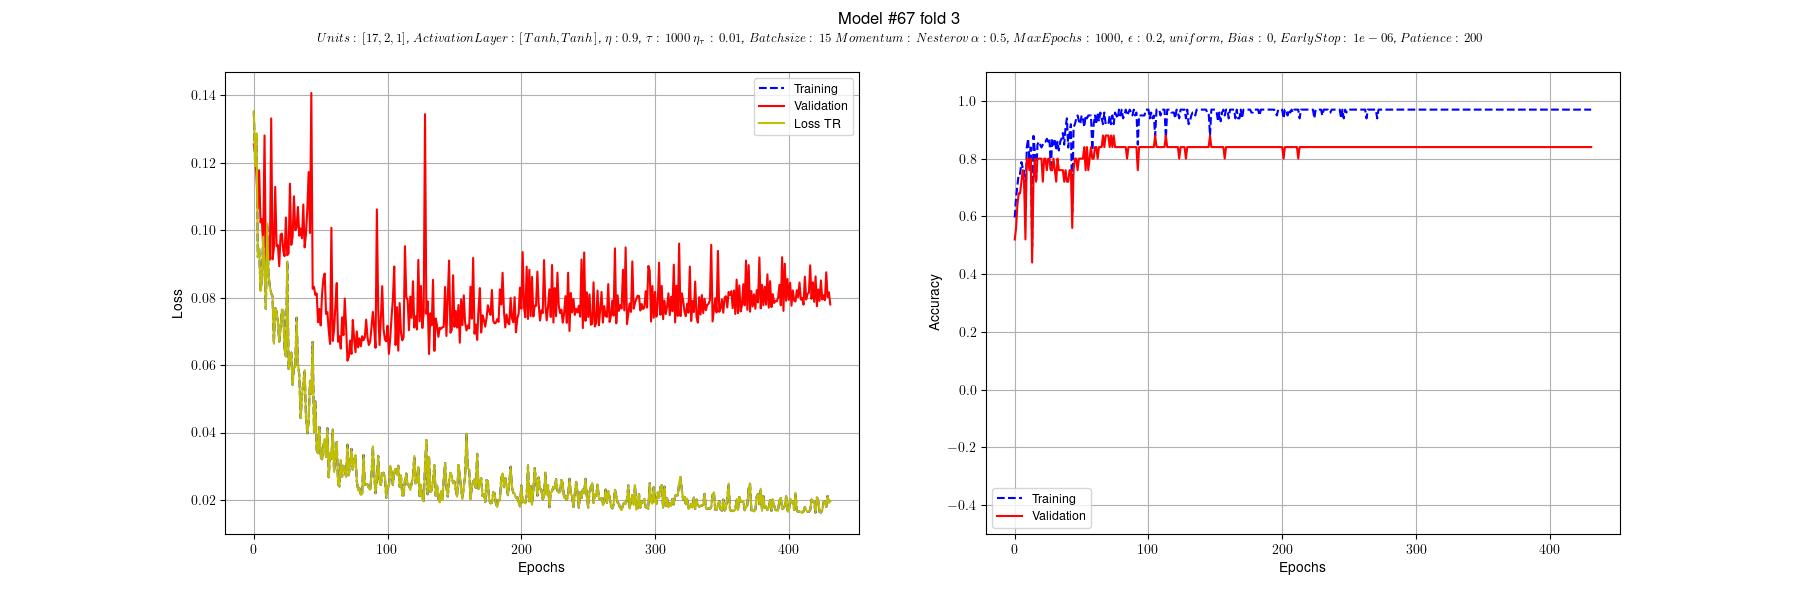 Model #67 fold 3
Units : [17, 2, 1], ActivationLayer : [Tanh, Tanh], η : 0.9, τ : 1000 ητ : 0.01, Batchsize : 15 Momentum : Nesterov α : 0.5, MaxEpochs : 1000, ϵ : 0.2, uniform, Bias : 0, EarlyStop : 1e − 06, Patience : 200
Training
Validation
Loss TR
0.14
0.12
0.10
0.08
0.06
0.04
0.02
Loss
0 100 200 300 400
Epochs
1.0
0.8
0.6
0.4
0.2
0.0
−0.2
−0.4
Accuracy
Training
Validation
0 100 200 300 400
Epochs